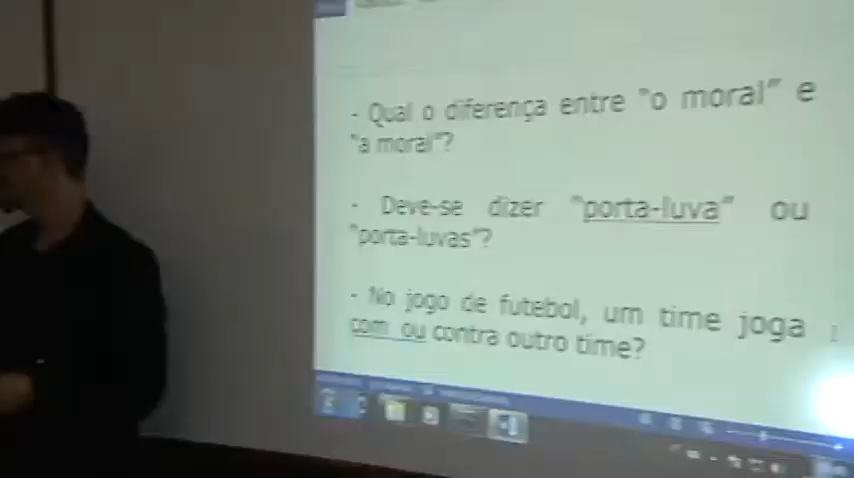 - Qual o diferença entre "o moral" e
"a moral"?
- Deve-se dizer "porta-luva" ou
"porta-luvas"?
- No jogo de futebol, um time joga
com ou contra outro time?